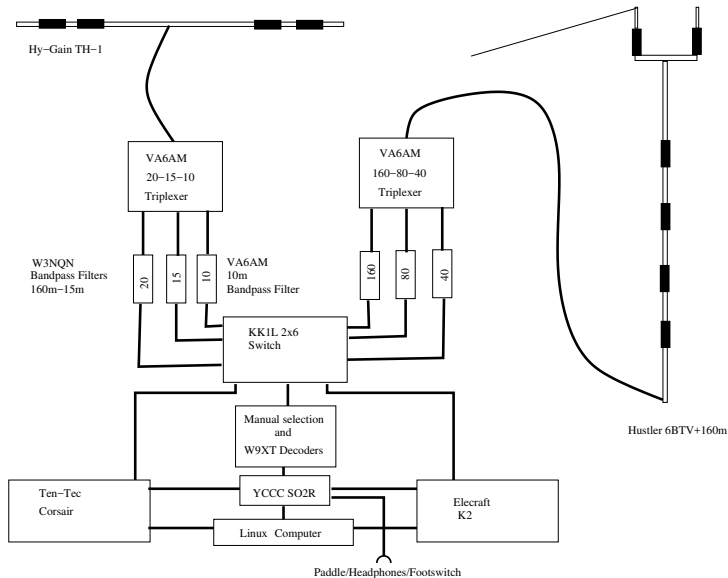 Hy-Gain TH-1
VA6AM
20-15-10
Triplexer
VA6AM
160-80-40
Triplexer
W3NQN
Bandpass Filters
160m-15m
20
15
10
VA6AM
10m
Bandpass Filter
160
80
40
KK1L 2x6
Switch
Hustler 6BTV+160m
Manual selection
and
W9XT Decoders
Ten-Tec
Corsair
YCCC SO2R
Elecraft
K2
Linux Computer
Paddle/Headphones/Footswitch